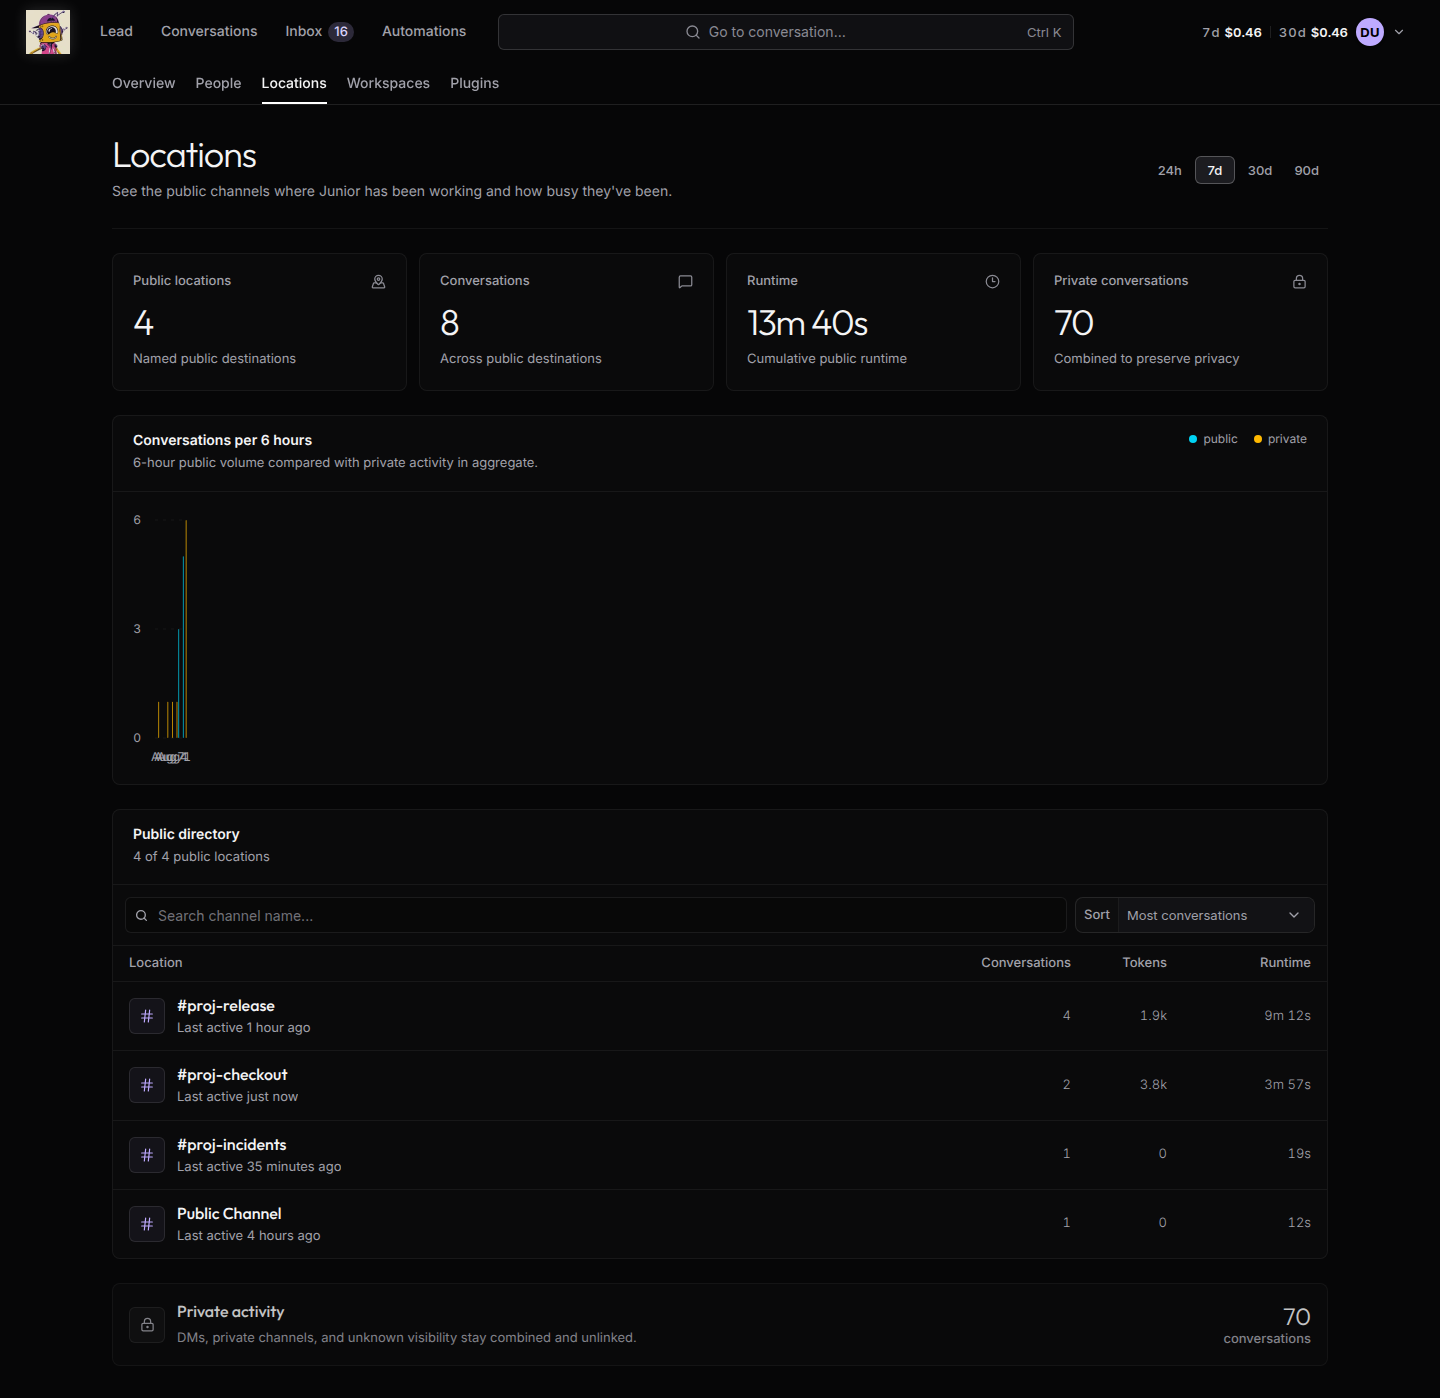 Lead
Conversations
Inbox 16
Automations
Go to conversation...
Ctrl K
7d $0.46
30d $0.46
DU
Overview
People
Locations
Workspaces
Plugins
Locations
See the public channels where Junior has been working and how busy they've been.
24h
7d
30d
90d
Public locations
4
Named public destinations
Conversations
8
Across public destinations
Runtime
13m 40s
Cumulative public runtime
Private conversations
70
Combined to preserve privacy
Conversations per 6 hours
6-hour public volume compared with private activity in aggregate.
public
private
6
3
0
Public directory
4 of 4 public locations
Search channel name...
Sort
Most conversations
Location
Conversations
Tokens
Runtime
#proj-release
Last active 1 hour ago
4
1.9k
9m 12s
#proj-checkout
Last active just now
2
3.8k
3m 57s
#proj-incidents
Last active 35 minutes ago
1
0
19s
Public Channel
Last active 4 hours ago
1
0
12s
Private activity
DMs, private channels, and unknown visibility stay combined and unlinked.
70
conversations